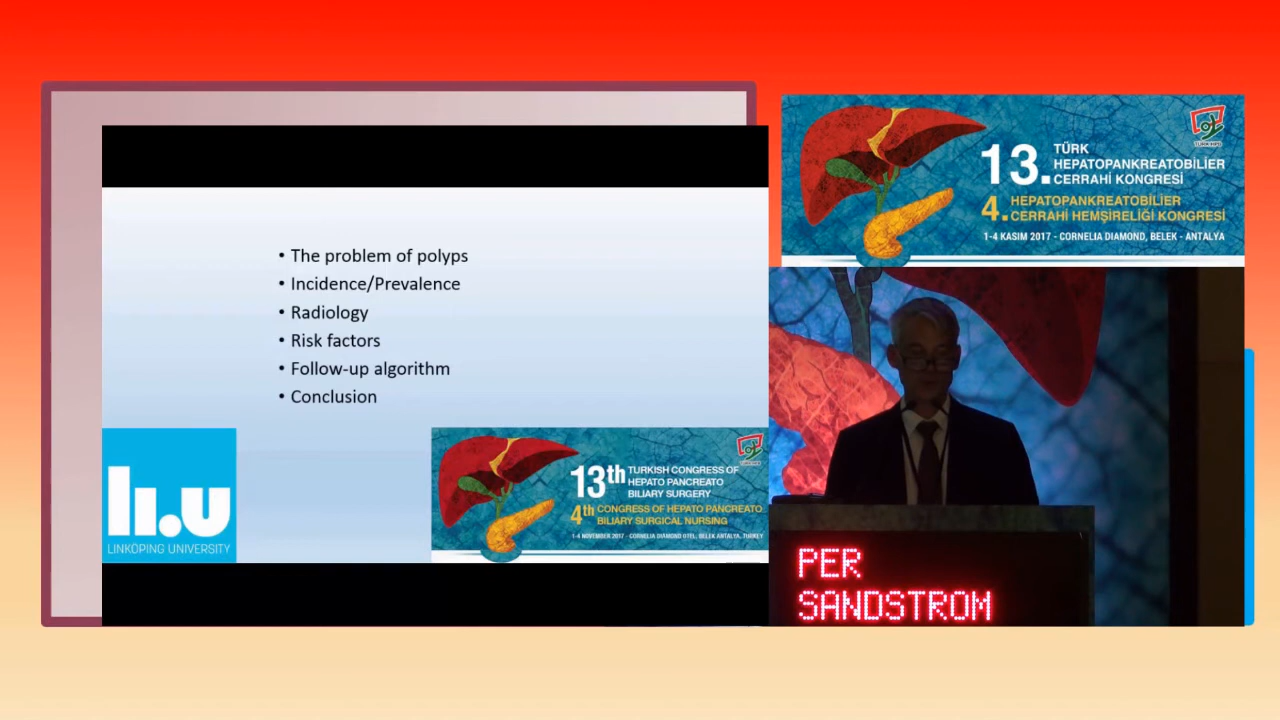 • The problem of polyps
• Incidence/Prevalence
• Radiology
• Risk factors
• Follow-up algorithm
• Conclusion
li.u
LINKÖPING UNIVERSITY
13th TURKISH CONGRESS OF
HEPATO PANCREATO
BILIARY SURGERY
4th CONGRESS OF HEPATO PANCREATO
BILIARY SURGICAL NURSING
1-4 NOVEMBER 2017 - CORNELIA DIAMOND OTEL, BELEK ANTALYA, TURKEY
13. TÜRK
HEPATOPANKREATOBİLİER
CERRAHİ KONGRESİ
4. HEPATOPANKREATOBİLİER
CERRAHİ HEMŞİRELİĞİ KONGRESİ
1-4 KASIM 2017 - CORNELIA DIAMOND, BELEK - ANTALYA
PER
SANDSTROM